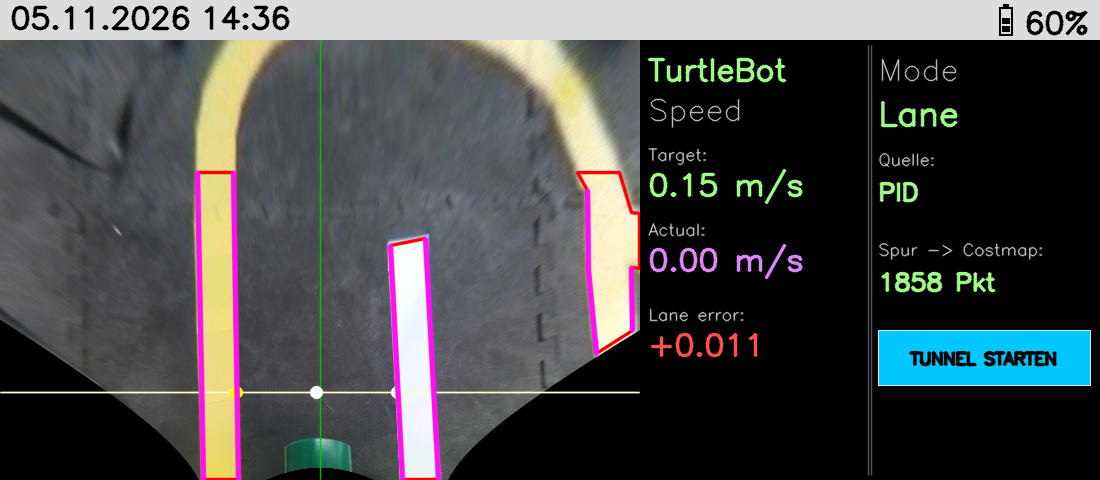 05.11.2026 14:36
60%
TurtleBot
Speed
Target:
0.15 m/s
Actual:
0.00 m/s
Lane error:
+0.011
Mode
Lane
Quelle:
PID
Spur -> Costmap:
1858 Pkt
TUNNEL STARTEN